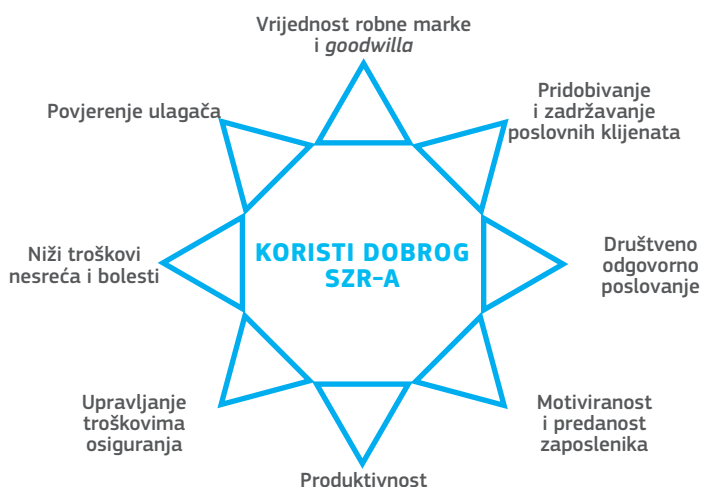 Vrijednost robne marke
i goodwilla
Pridobivanje
i zadržavanje
poslovnih klijenata
Društveno
odgovorno
poslovanje
Motiviranost
i predanost
zaposlenika
Produktivnost
Upravljanje
troškovima
osiguranja
Niži troškovi
nesreća i bolesti
Povjerenje ulagača
KORISTI DOBROG
SZR-A